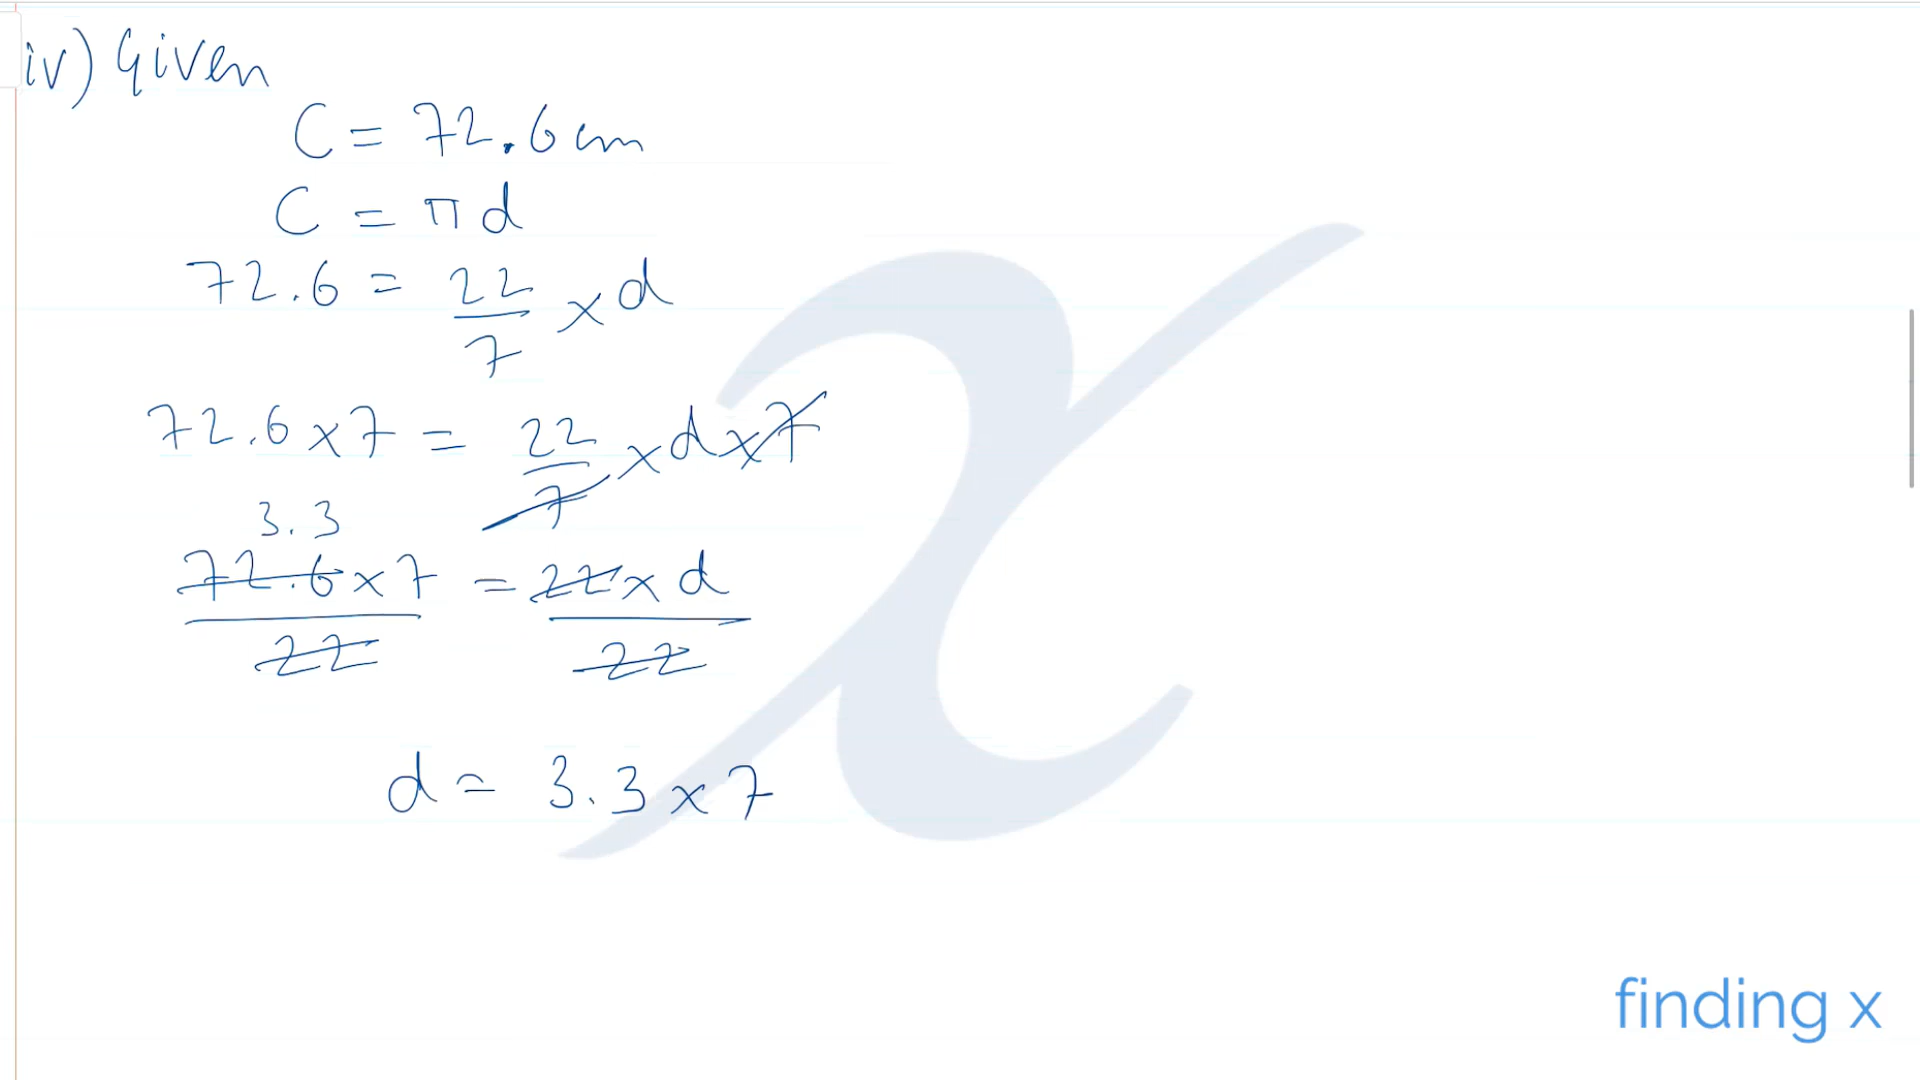 iv) Given
C = 72.6 cm
C = π d
72.6 = 22/7 × d
72.6 × 7 = 22/7 × d × 7
3.3
72.6 × 7 / 22 = 22 × d / 22
d = 3.3 × 7
x
finding x